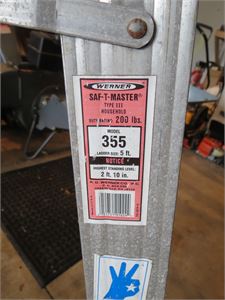 WERNER
SAF-T-MASTER®
TYPE III
HOUSEHOLD
DUTY RATING: 200 lbs.
MODEL
355
LADDER SIZE: 5 ft.
NOTICE
HIGHEST STANDING LEVEL
2 ft. 10 in.